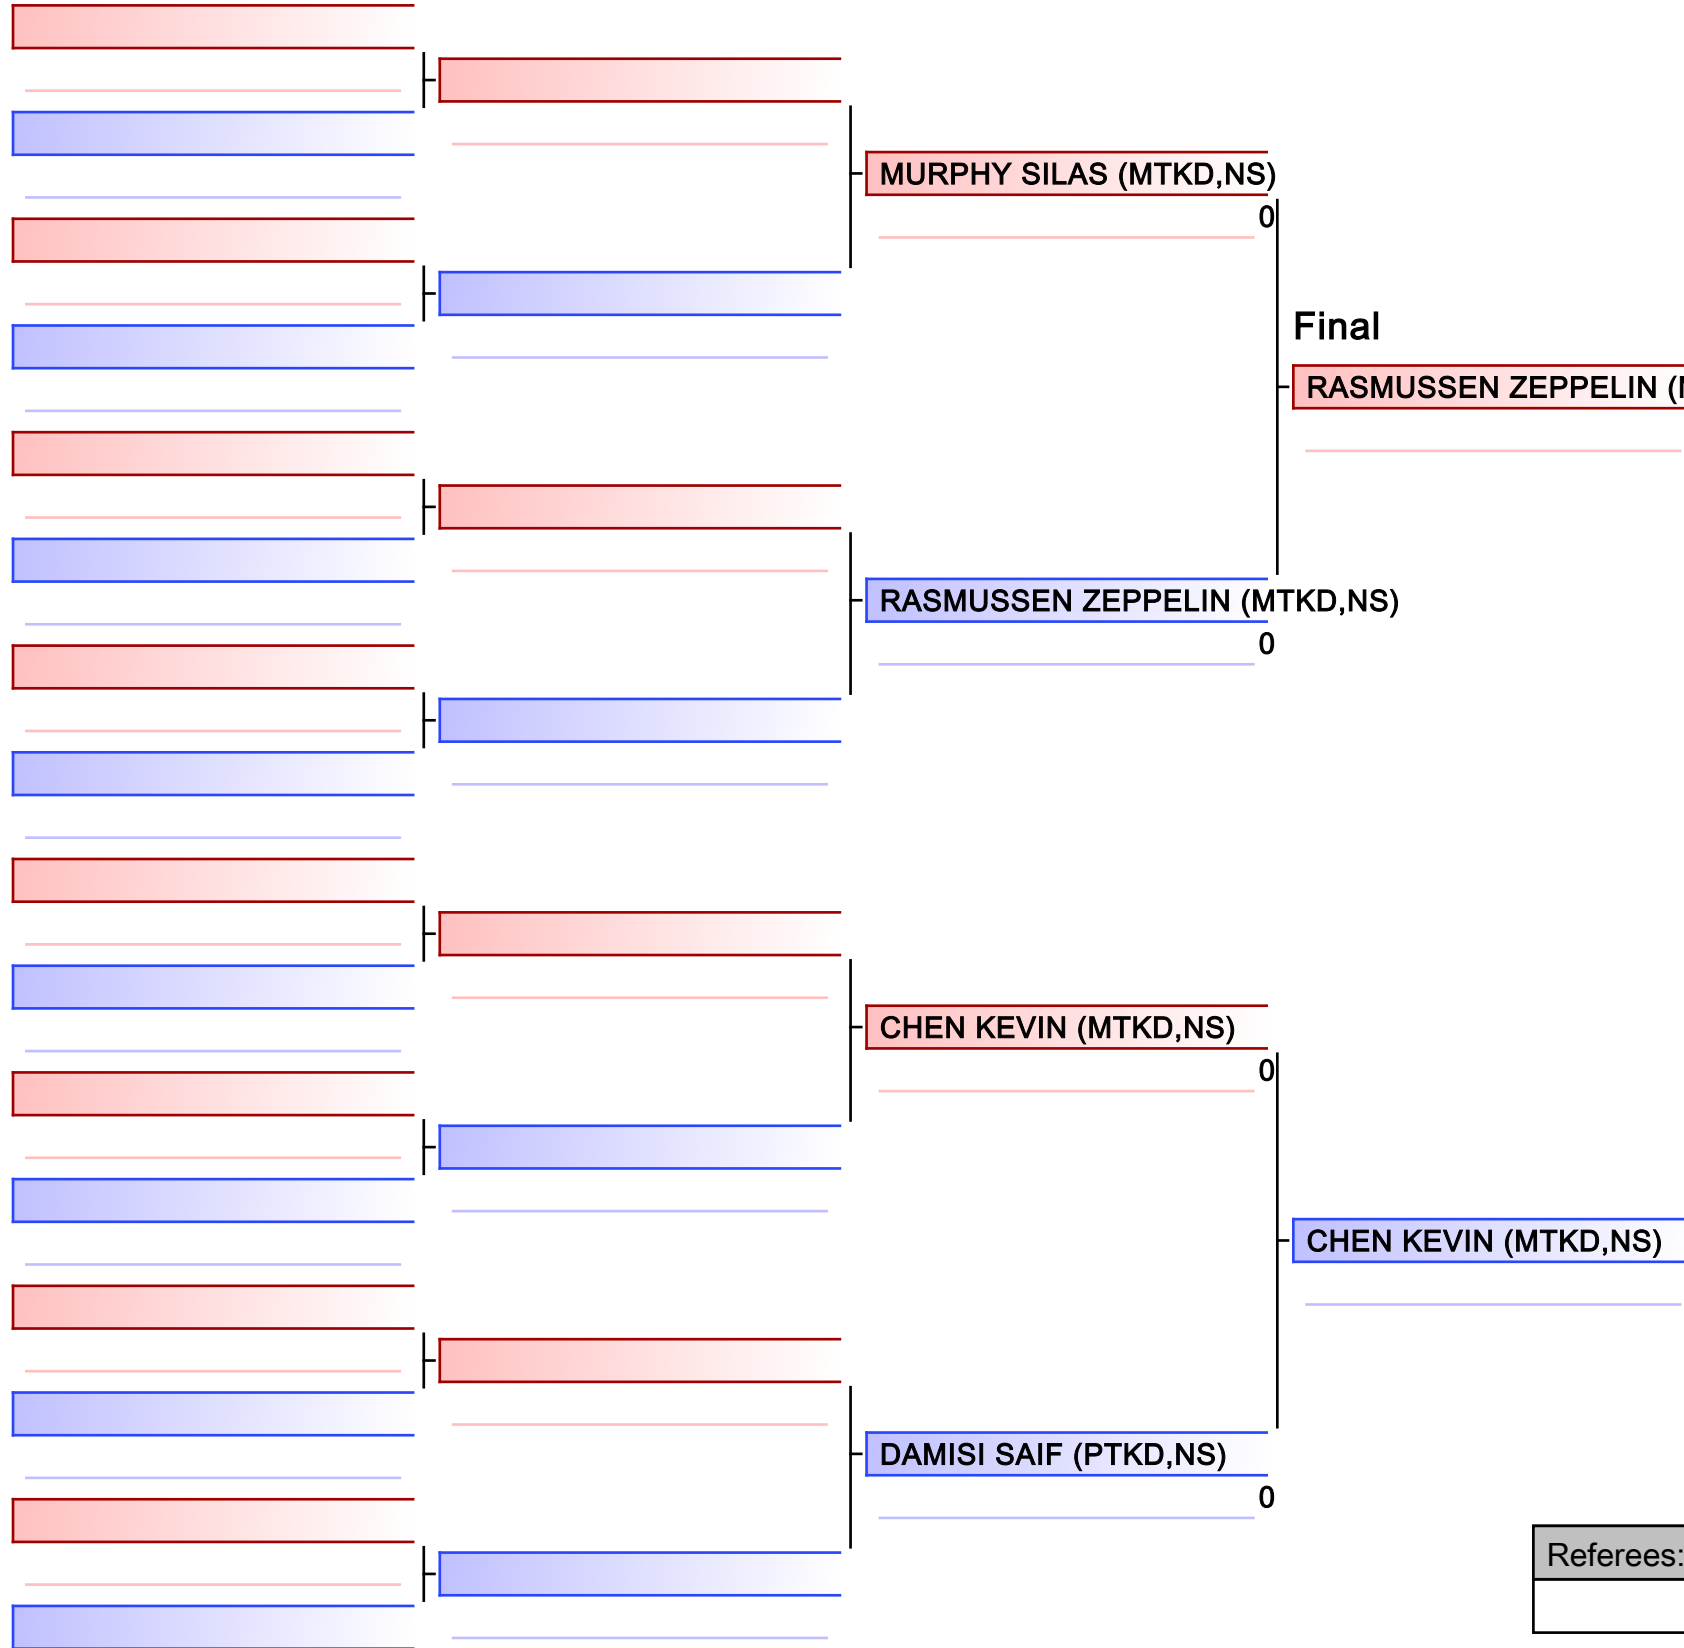 MURPHY SILAS (MTKD,NS)
0
Final
RASMUSSEN ZEPPELIN (
RASMUSSEN ZEPPELIN (MTKD,NS)
0
CHEN KEVIN (MTKD,NS)
0
CHEN KEVIN (MTKD,NS)
DAMISI SAIF (PTKD,NS)
0
Referees: